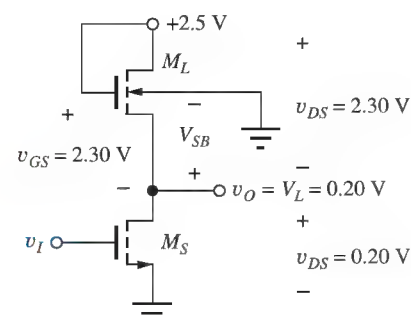 +2.5 V
+
M_L
−
v_DS = 2.30 V
+
V_SB
v_GS = 2.30 V
−
+
−
v_O = V_L = 0.20 V
+
v_I
M_S
v_DS = 0.20 V
−